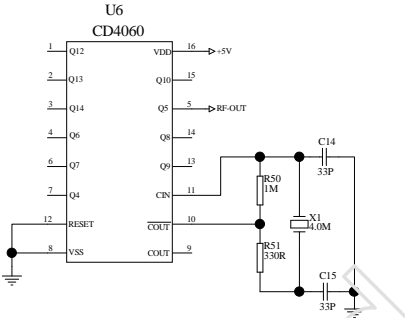 U6
CD4060
1 Q12 VDD 16 +5V
2 Q13 Q10 15
3 Q14 Q5 5 RF-OUT
4 Q6 Q8 14
6 Q7 Q9 13
7 Q4 CIN 11
12 RESET COUT 10
8 VSS COUT 9
C14
33P
R50
1M
X1
4.0M
R51
330R
C15
33P